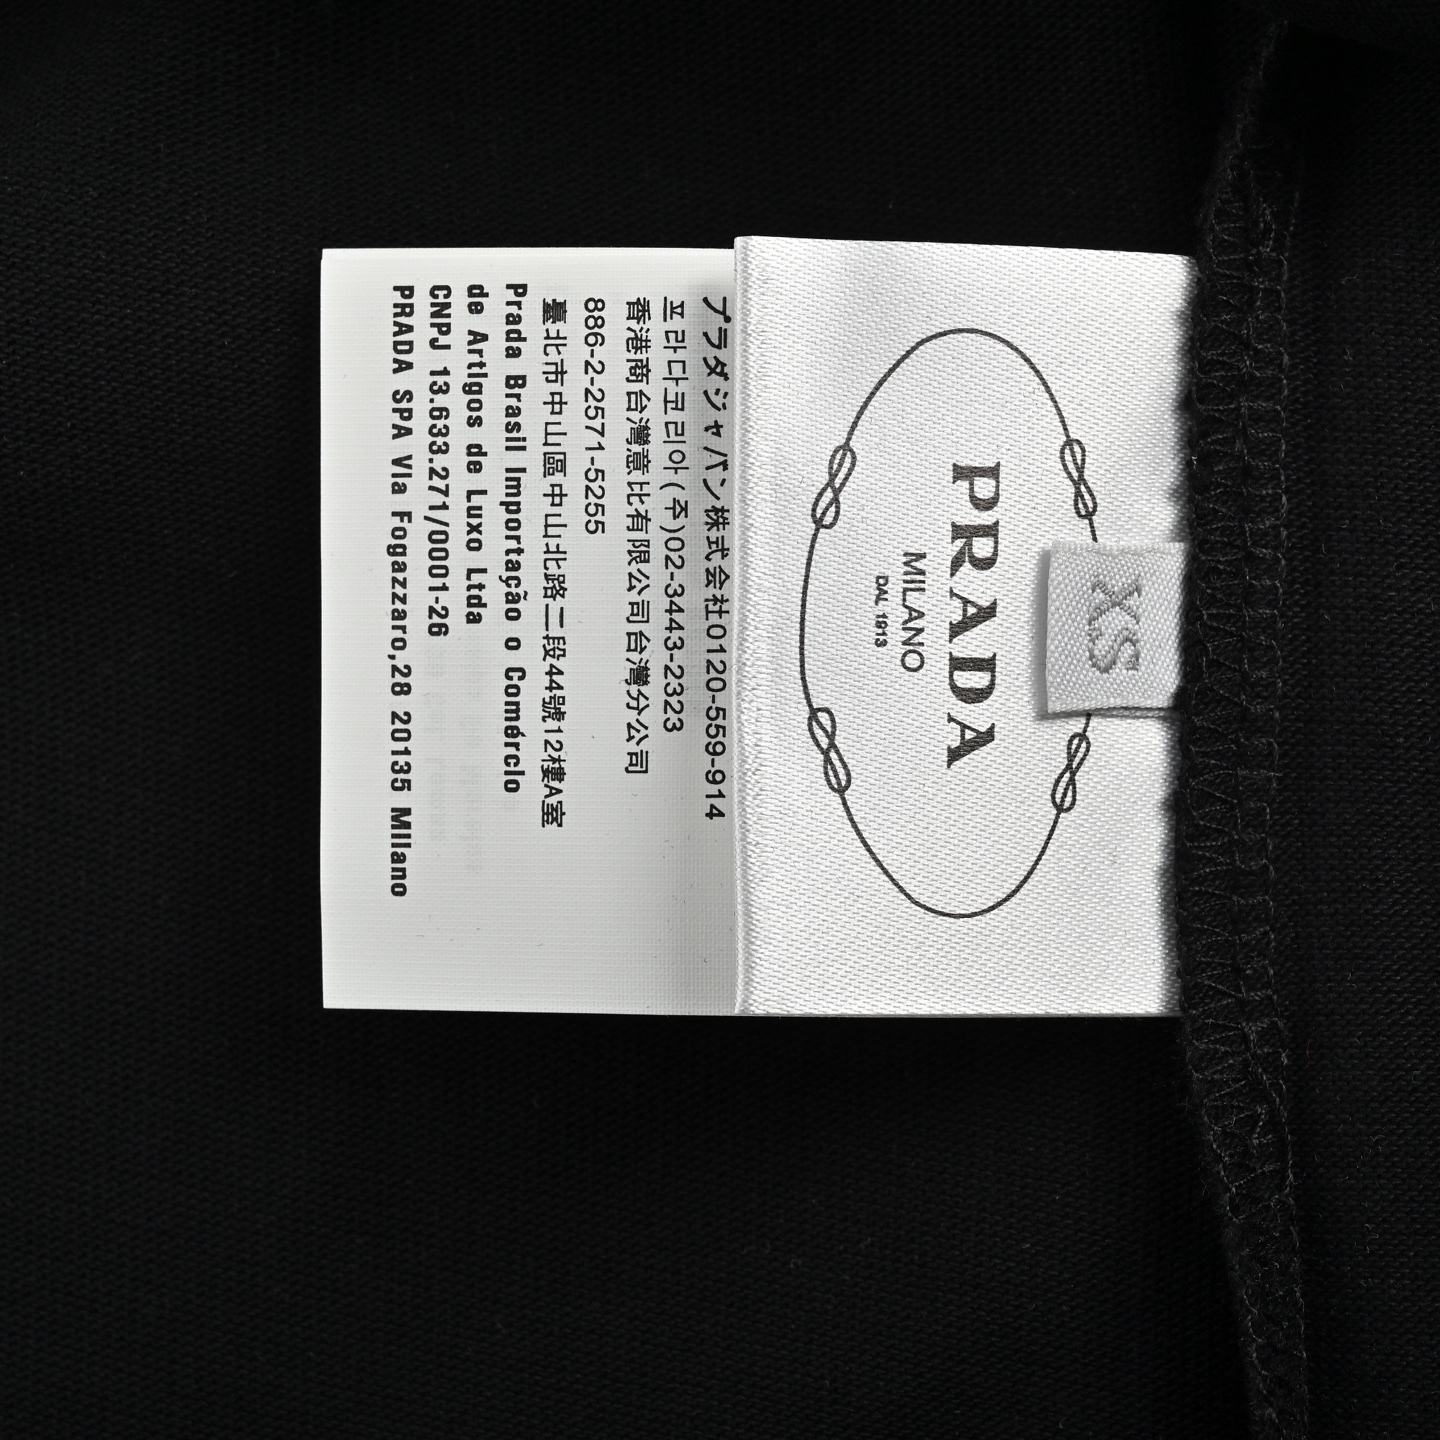 XS
PRADA
MILANO
DAL 1913
プラダジャパン株式会社0120-559-914
프라다코리아(주)02-3443-2323
香港商台灣意比有限公司台灣分公司
886-2-2571-5255
臺北市中山區中山北路二段44號12樓A室
Prada Brasil Importação o Comérclo
de Artlgos de Luxo Ltda
CNPJ 13.633.271/0001-26
PRADA SPA Vla Fogazzaro,28 20135 Mllano